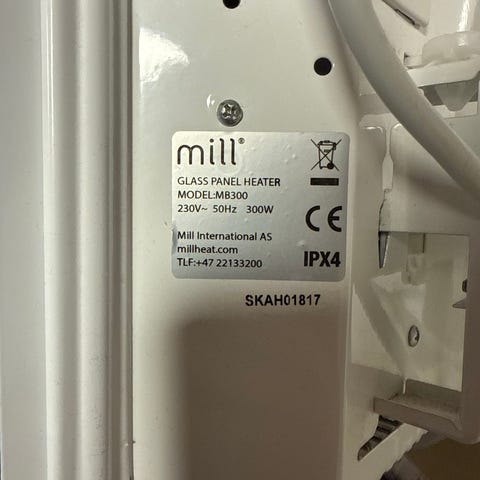 mill®
GLASS PANEL HEATER
MODEL:MB300
230V~ 50Hz 300W
CE
Mill International AS
millheat.com
TLF:+47 22133200
IPX4
SKAH01817